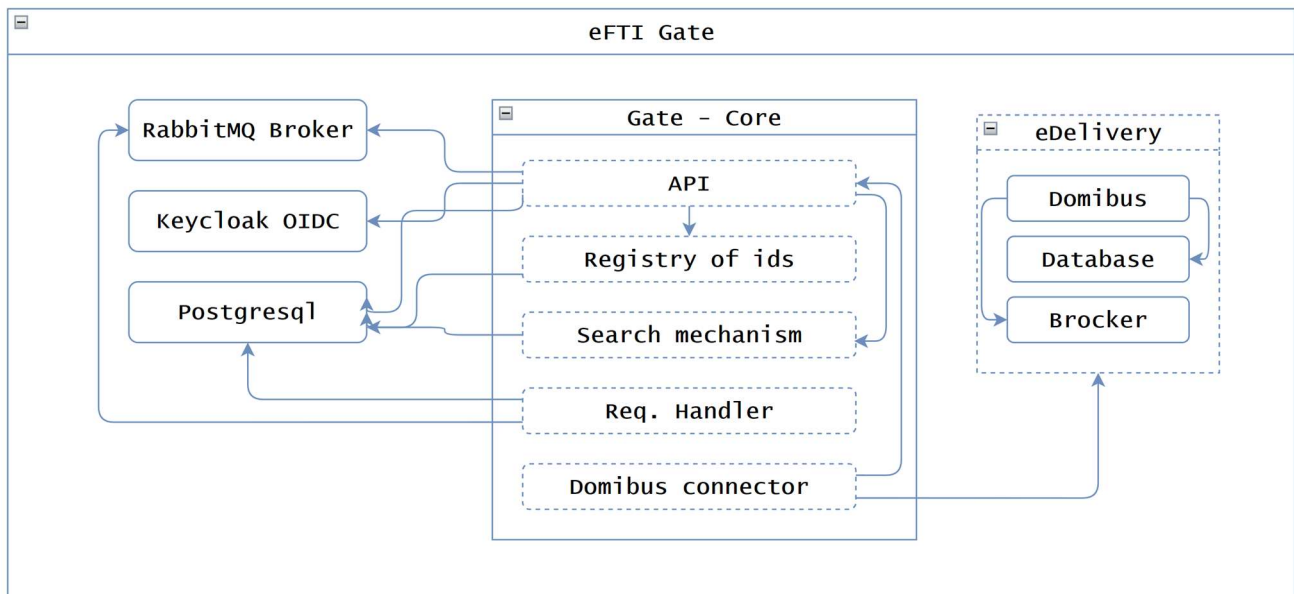 eFTI Gate
RabbitMQ Broker
Keycloak OIDC
Postgresql
Gate - Core
API
Registry of ids
Search mechanism
Req. Handler
Domibus connector
eDelivery
Domibus
Database
Brocker